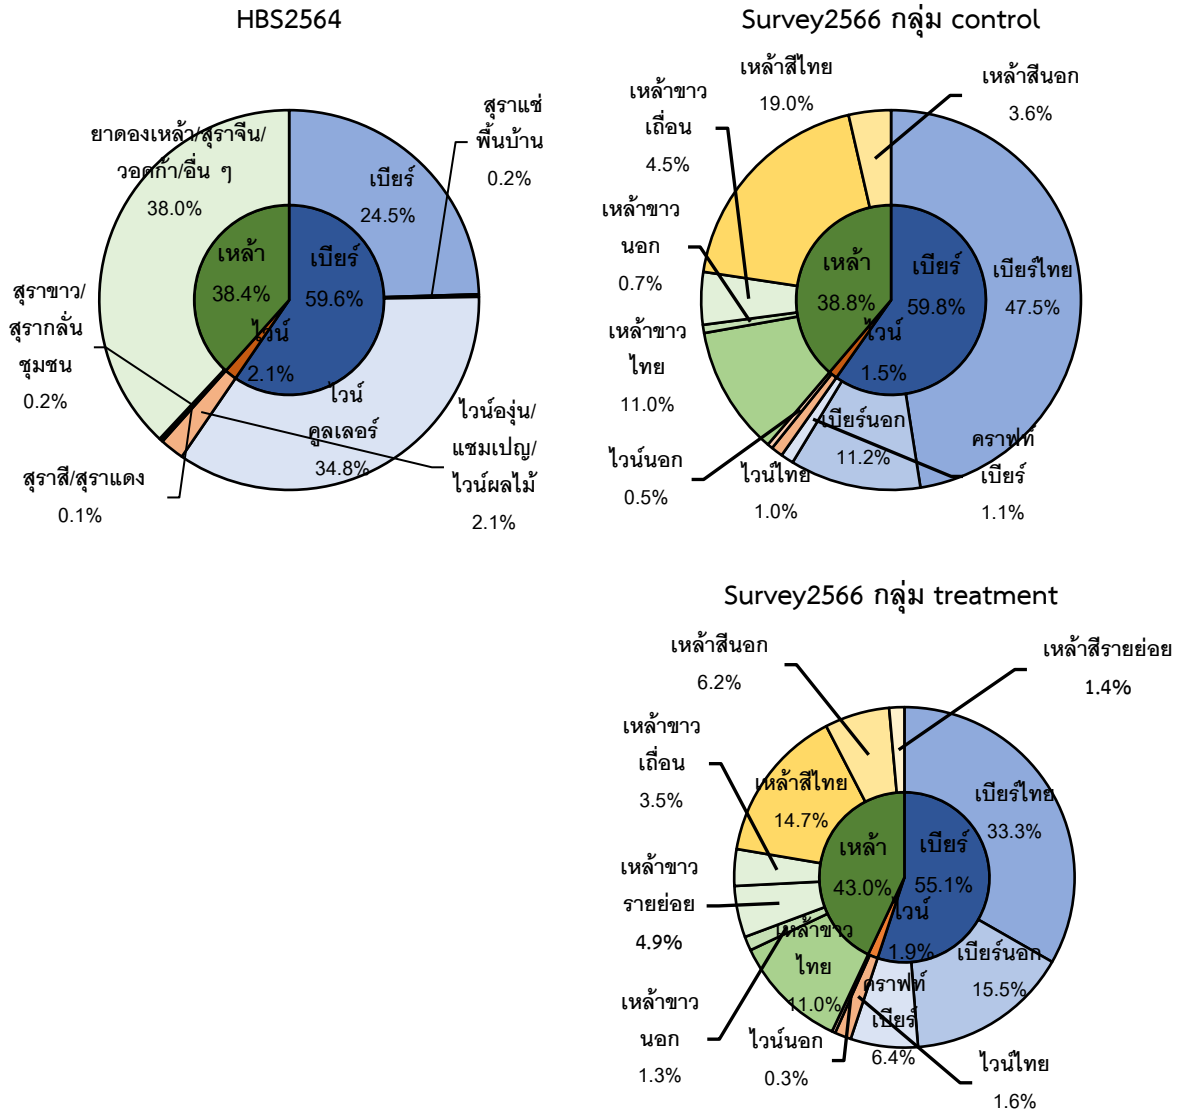 HBS2564
ยาดองเหล้า/สุราจีน/
วอดก้า/อื่น ๆ
38.0%
เบียร์
24.5%
สุราแช่
พื้นบ้าน
0.2%
เหล้า
38.4%
เบียร์
59.6%
ไวน์
2.1%
สุราขาว/
สุรากลั่น
ชุมชน
0.2%
สุราสี/สุราแดง
0.1%
ไวน์
คูลเลอร์
34.8%
ไวน์องุ่น/
แชมเปญ/
ไวน์ผลไม้
2.1%
Survey2566 กลุ่ม control
เหล้าสีไทย
19.0%
เหล้าสีนอก
3.6%
เหล้าขาว
เถื่อน
4.5%
เหล้าขาว
นอก
0.7%
เหล้าขาว
ไทย
11.0%
เหล้า
38.8%
เบียร์
59.8%
ไวน์
1.5%
เบียร์ไทย
47.5%
ไวน์นอก
0.5%
ไวน์ไทย
1.0%
เบียร์นอก
11.2%
คราฟท์
เบียร์
1.1%
Survey2566 กลุ่ม treatment
เหล้าสีนอก
6.2%
เหล้าสีรายย่อย
1.4%
เหล้าขาว
เถื่อน
3.5%
เหล้าสีไทย
14.7%
เบียร์ไทย
33.3%
เหล้า
43.0%
เบียร์
55.1%
ไวน์
1.9%
เหล้าขาว
รายย่อย
4.9%
เหล้าขาว
ไทย
11.0%
เบียร์นอก
15.5%
คราฟท์
เบียร์
6.4%
เหล้าขาว
นอก
1.3%
ไวน์นอก
0.3%
ไวน์ไทย
1.6%